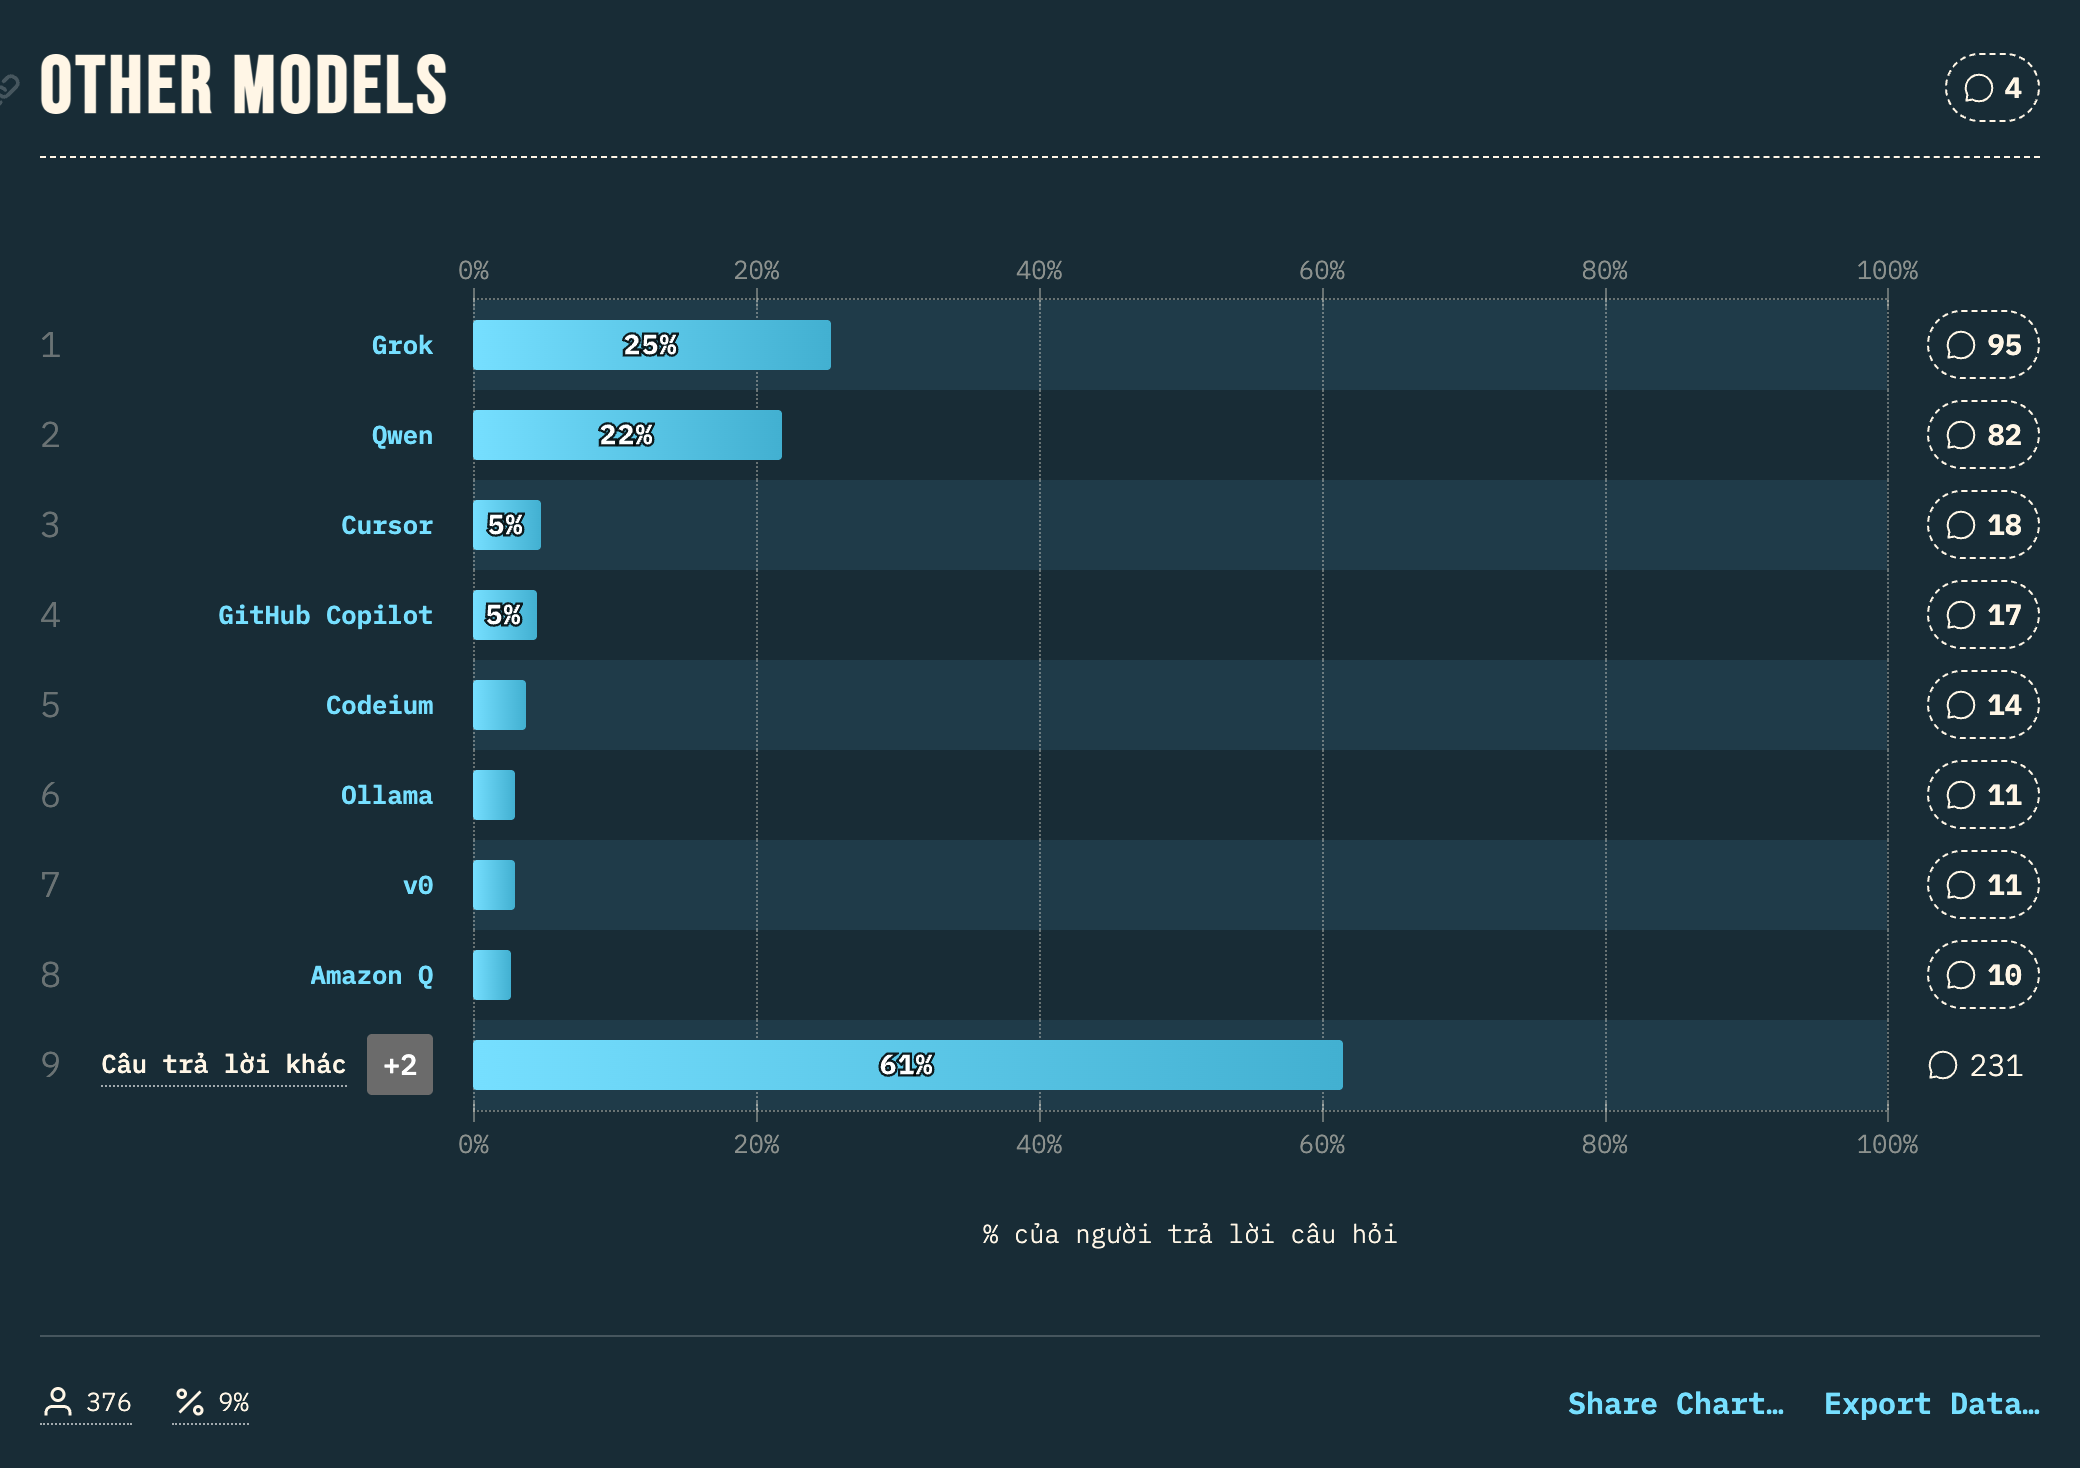 OTHER MODELS
4
0% 20% 40% 60% 80% 100%
1 Grok 25% 95
2 Qwen 22% 82
3 Cursor 5% 18
4 GitHub Copilot 5% 17
5 Codeium 14
6 Ollama 11
7 v0 11
8 Amazon Q 10
9 Câu trả lời khác +2 61% 231
0% 20% 40% 60% 80% 100%
% của người trả lời câu hỏi
376 9% Share Chart… Export Data…